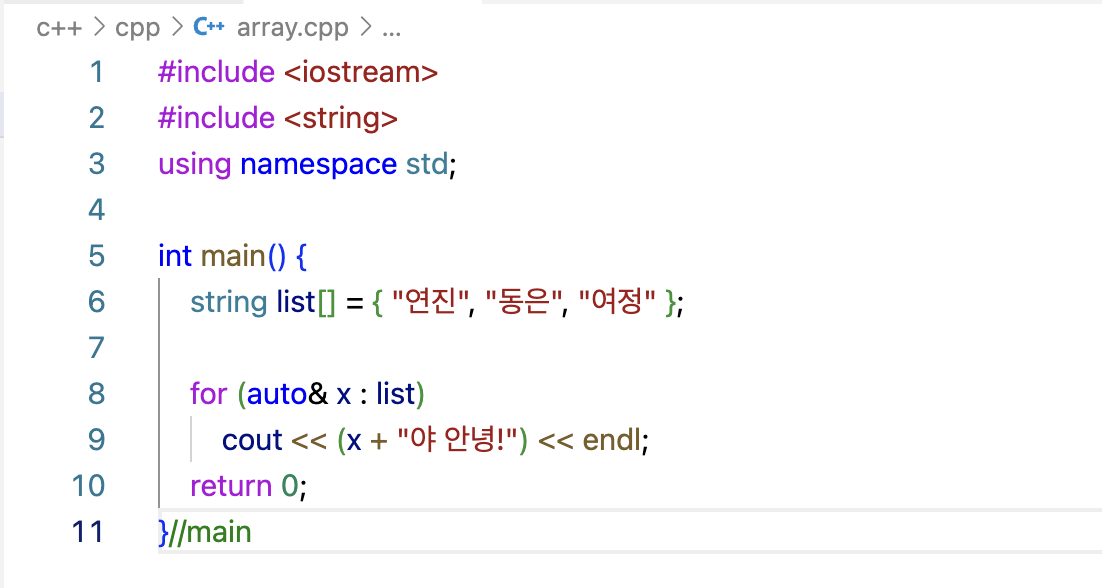 c++ > cpp > C++ array.cpp > ...
1 #include <iostream>
2 #include <string>
3 using namespace std;
4
5 int main() {
6 string list[] = { "연진", "동은", "여정" };
7
8 for (auto& x : list)
9 cout << (x + "야 안녕!") << endl;
10 return 0;
11 }//main